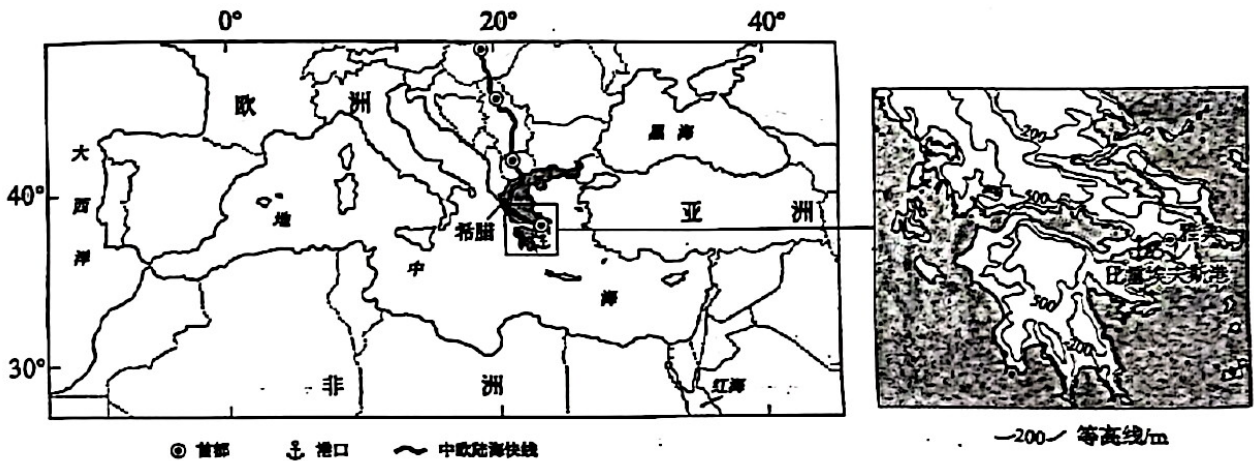 0° 20° 40°
欧 洲
黑 海
大
西
洋
40°
地
中
海
希腊
亚 洲
30°
非 洲
红海
首都 港口 中欧陆海快线
200
500
雅典
比雷埃夫斯港
500
200
—200— 等高线/m